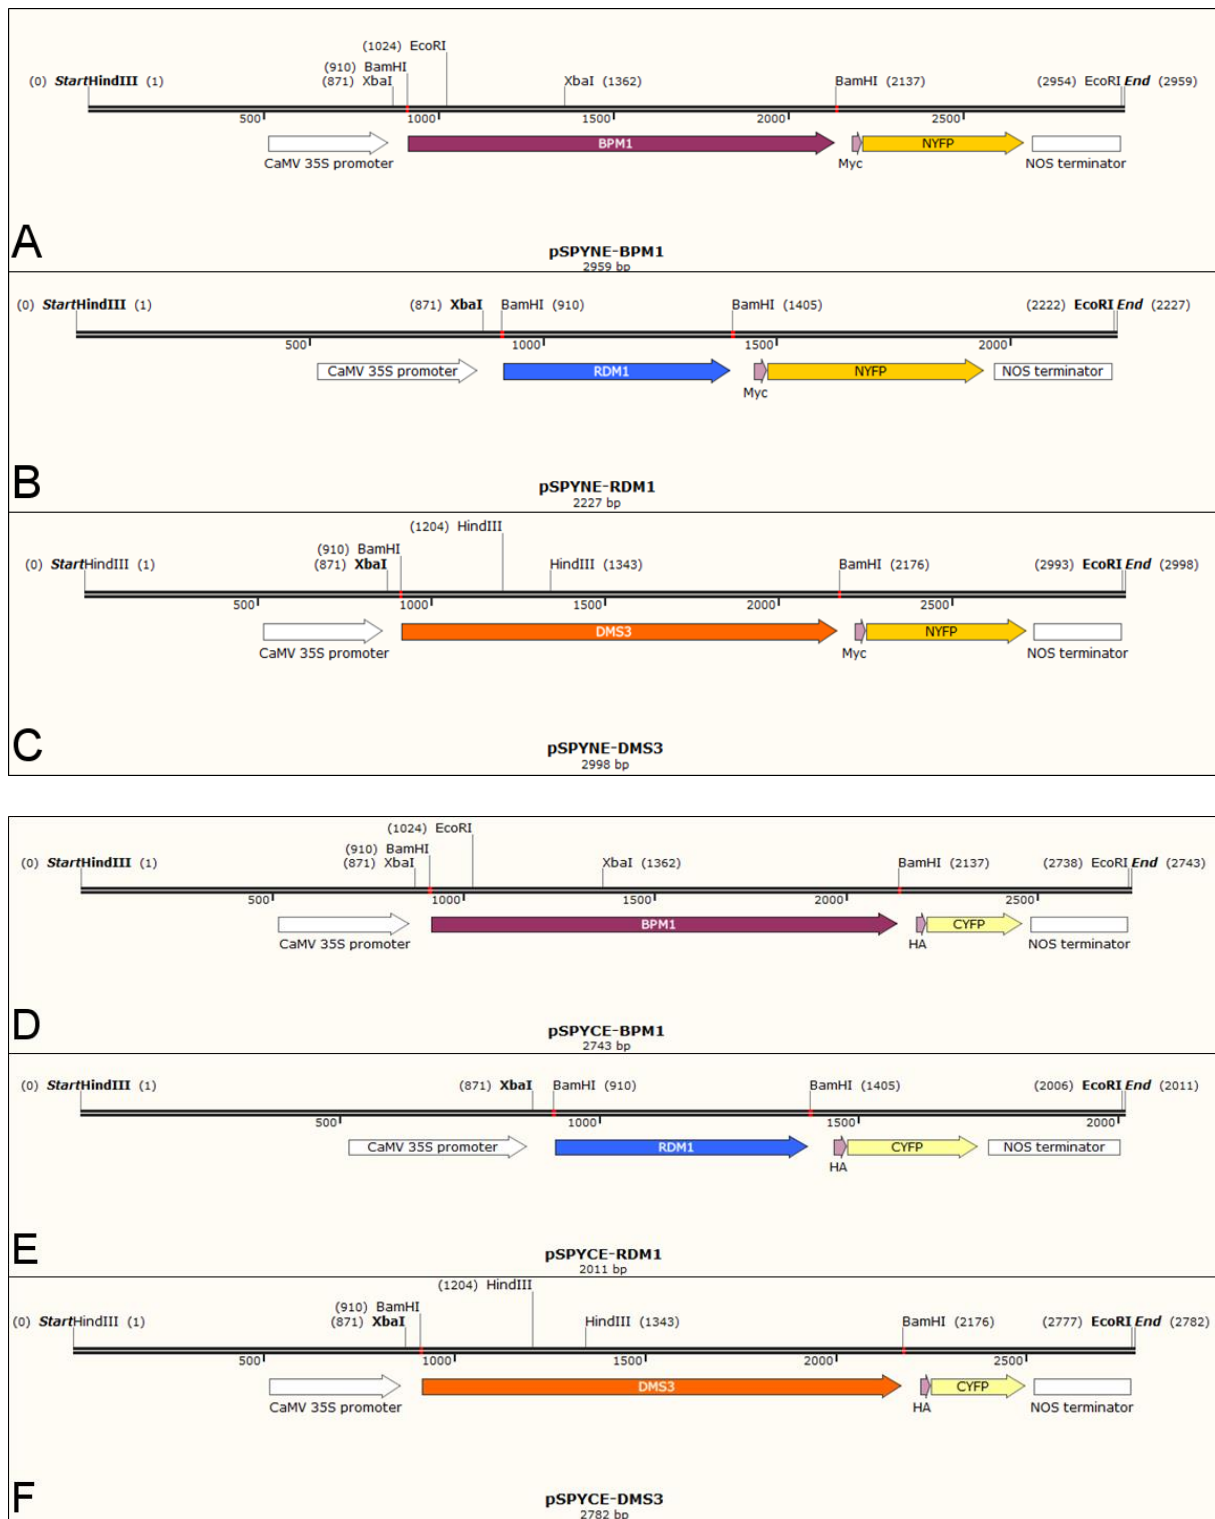 (1024) EcoRI
(910) BamHI
(0) StartHindIII (1) (871) XbaI XbaI (1362) BamHI (2137) (2954) EcoRI End (2959)
500 1000 1500 2000 2500
BPM1 NYFP
CaMV 35S promoter Myc NOS terminator
A
pSPYNE-BPM1
2959 bp
(0) StartHindIII (1) (871) XbaI BamHI (910) BamHI (1405) (2222) EcoRI End (2227)
500 1000 1500 2000
CaMV 35S promoter RDM1 NYFP NOS terminator
Myc
B
pSPYNE-RDM1
2227 bp
(1204) HindIII
(910) BamHI
(0) StartHindIII (1) (871) XbaI HindIII (1343) BamHI (2176) (2993) EcoRI End (2998)
500 1000 1500 2000 2500
DMS3 NYFP
CaMV 35S promoter Myc NOS terminator
C
pSPYNE-DMS3
2998 bp
(1024) EcoRI
(910) BamHI
(0) StartHindIII (1) (871) XbaI XbaI (1362) BamHI (2137) (2738) EcoRI End (2743)
500 1000 1500 2000 2500
BPM1 CYFP
CaMV 35S promoter HA NOS terminator
D
pSPYCE-BPM1
2743 bp
(0) StartHindIII (1) (871) XbaI BamHI (910) BamHI (1405) (2006) EcoRI End (2011)
500 1000 1500 2000
CaMV 35S promoter RDM1 CYFP NOS terminator
HA
E
pSPYCE-RDM1
2011 bp
(1204) HindIII
(910) BamHI
(0) StartHindIII (1) (871) XbaI HindIII (1343) BamHI (2176) (2777) EcoRI End (2782)
500 1000 1500 2000 2500
DMS3 CYFP
CaMV 35S promoter HA NOS terminator
F
pSPYCE-DMS3
2782 bp